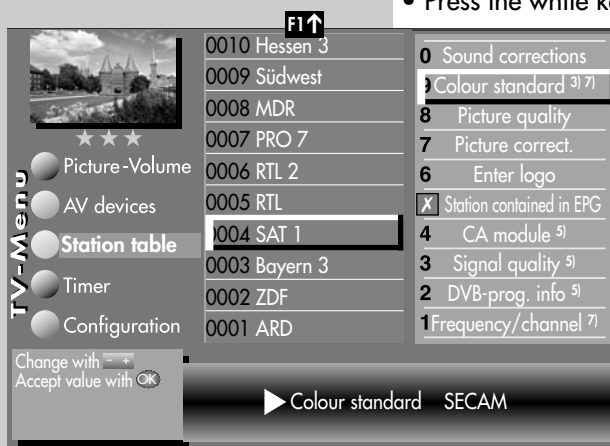 • Press the white k
F1↑
TV-Menu
Picture-Volume
AV devices
Station table
Timer
Configuration
Change with - +
Accept value with OK
0010 Hessen 3
0009 Südwest
0008 MDR
0007 PRO 7
0006 RTL 2
0005 RTL
0004 SAT 1
0003 Bayern 3
0002 ZDF
0001 ARD
0 Sound corrections
9 Colour standard 3) 7)
8 Picture quality
7 Picture correct.
6 Enter logo
✗ Station contained in EPG
4 CA module 5)
3 Signal quality 5)
2 DVB-prog. info 5)
1 Frequency/channel 7)
Colour standard SECAM